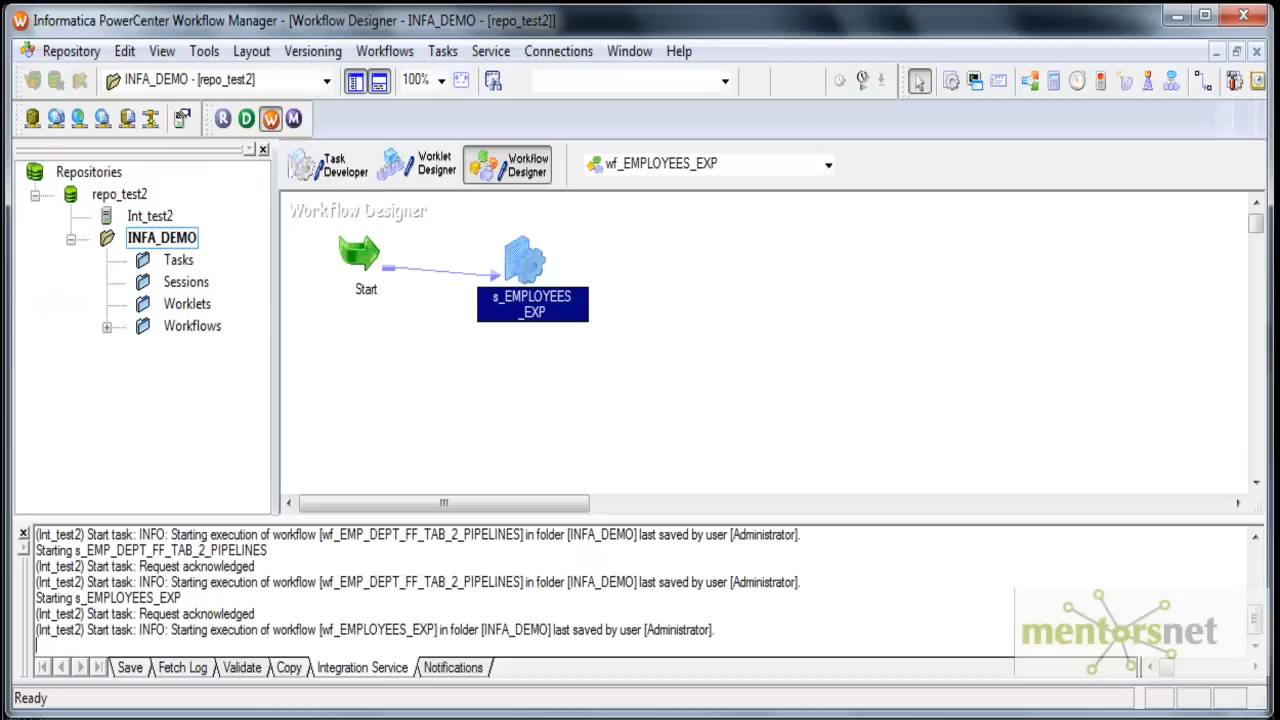 Informatica PowerCenter Workflow Manager - [Workflow Designer - INFA_DEMO - [repo_test2]]
Repository Edit View Tools Layout Versioning Workflows Tasks Service Connections Window Help
INFA_DEMO - [repo_test2] 100%
R D W M
Repositories
repo_test2
Int_test2
INFA_DEMO
Tasks
Sessions
Worklets
Workflows
Task
Developer
Worklet
Designer
Workflow
Designer
wf_EMPLOYEES_EXP
Workflow Designer
Start
s_EMPLOYEES
_EXP
(Int_test2) Start task: INFO: Starting execution of workflow [wf_EMP_DEPT_FF_TAB_2_PIPELINES] in folder [INFA_DEMO] last saved by user [Administrator].
Starting s_EMP_DEPT_FF_TAB_2_PIPELINES
(Int_test2) Start task: Request acknowledged
(Int_test2) Start task: INFO: Starting execution of workflow [wf_EMP_DEPT_FF_TAB_2_PIPELINES] in folder [INFA_DEMO] last saved by user [Administrator].
Starting s_EMPLOYEES_EXP
(Int_test2) Start task: Request acknowledged
(Int_test2) Start task: INFO: Starting execution of workflow [wf_EMPLOYEES_EXP] in folder [INFA_DEMO] last saved by user [Administrator].
mentorsnet
Save Fetch Log Validate Copy Integration Service Notifications
Ready